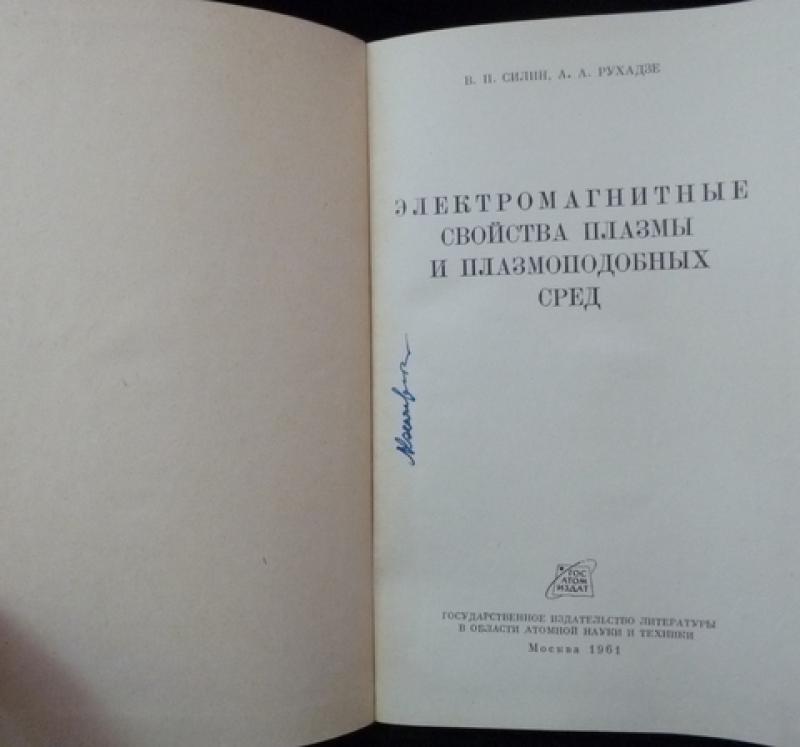 В. П. СИЛИН, А. А. РУХАДЗЕ
ЭЛЕКТРОМАГНИТНЫЕ
СВОЙСТВА ПЛАЗМЫ
И ПЛАЗМОПОДОБНЫХ
СРЕД
ГОС
АТОМ
ИЗДАТ
ГОСУДАРСТВЕННОЕ ИЗДАТЕЛЬСТВО ЛИТЕРАТУРЫ
В ОБЛАСТИ АТОМНОЙ НАУКИ И ТЕХНИКИ
Москва 1961